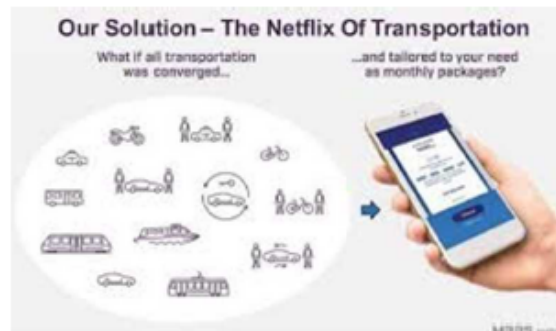 Our Solution – The Netflix Of Transportation
What if all transportation
was converged...
...and tailored to your need
as monthly packages?